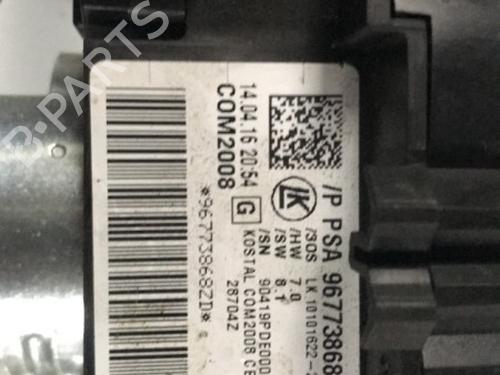 B-PARTS
14.04.16 20:54
COM2008
G
*96773868ZD*
LK
/P PSA 96773868
/SOS LK 10101622-
/HW 7.0
/SW 8.1
/SN 90419PDE000
KOSTAL COM2008 CE
28704Z